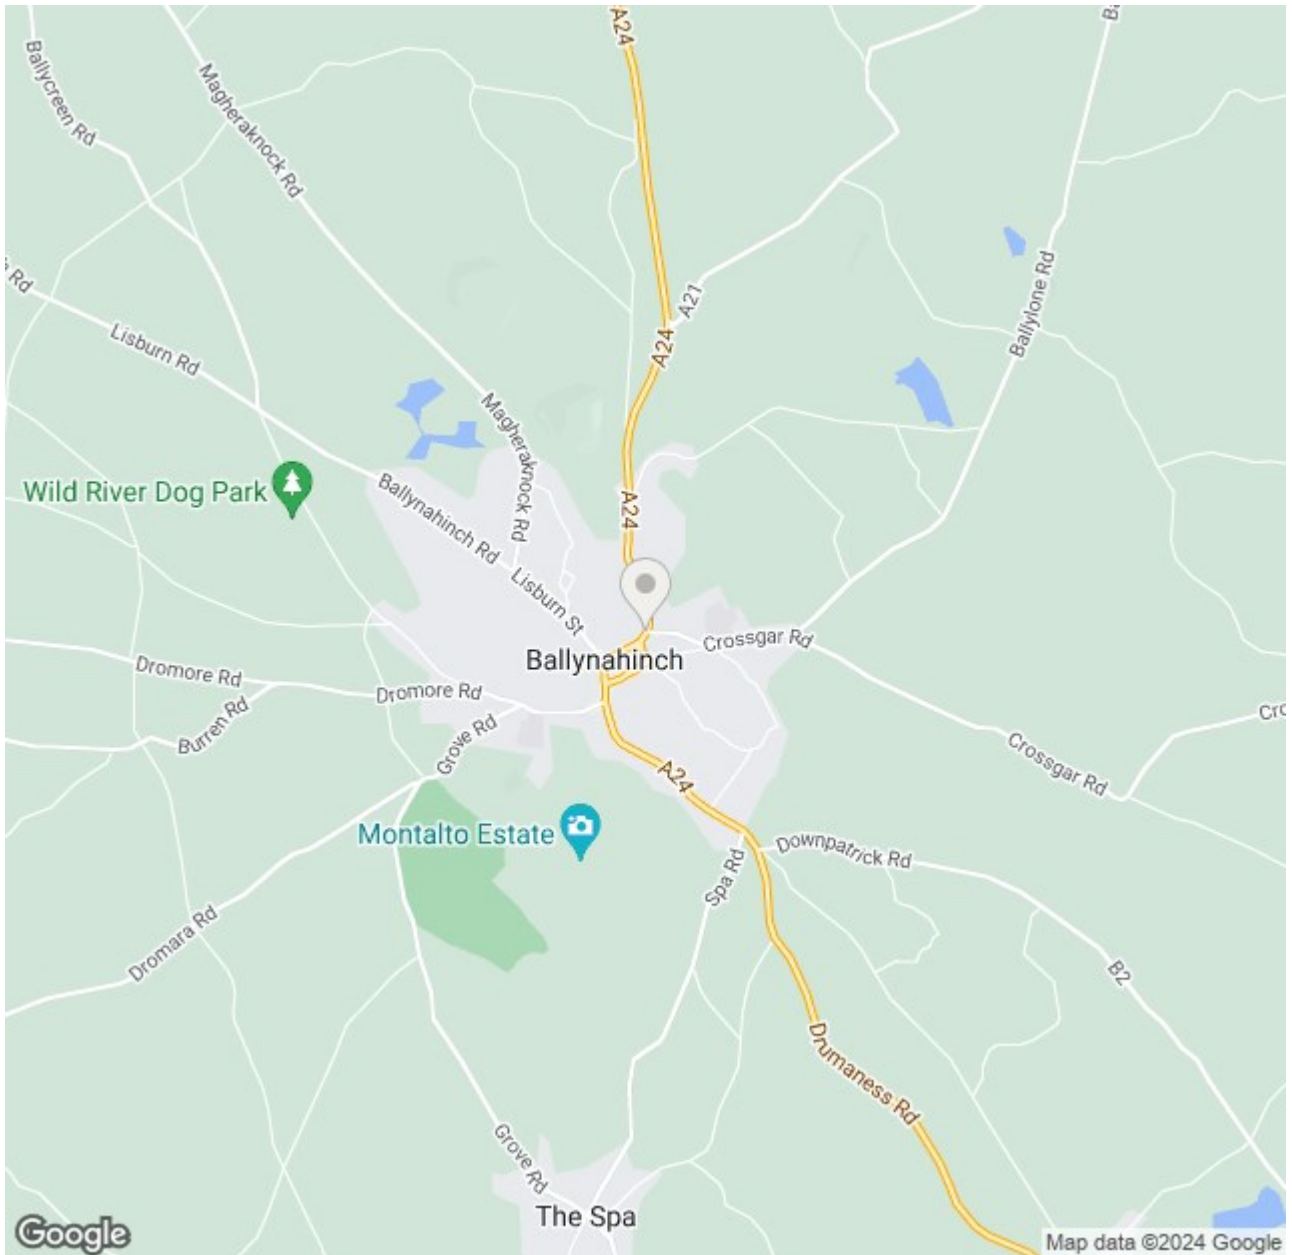 A24
Ballycreen Rd
Magheraknock Rd
Rd
Lisburn Rd
A21
A24
Ballylone Rd
Magheraknock Rd
Wild River Dog Park
Ballynahinch Rd
A24
Lisburn St
Crossgar Rd
Ballynahinch
Dromore Rd
Dromore Rd
Burren Rd
Grove Rd
Crossgar Rd
A24
Montalto Estate
Downpatrick Rd
Spa Rd
Dromara Rd
B2
Drumaness Rd
Grove Rd
The Spa
Google
Map data ©2024 Google